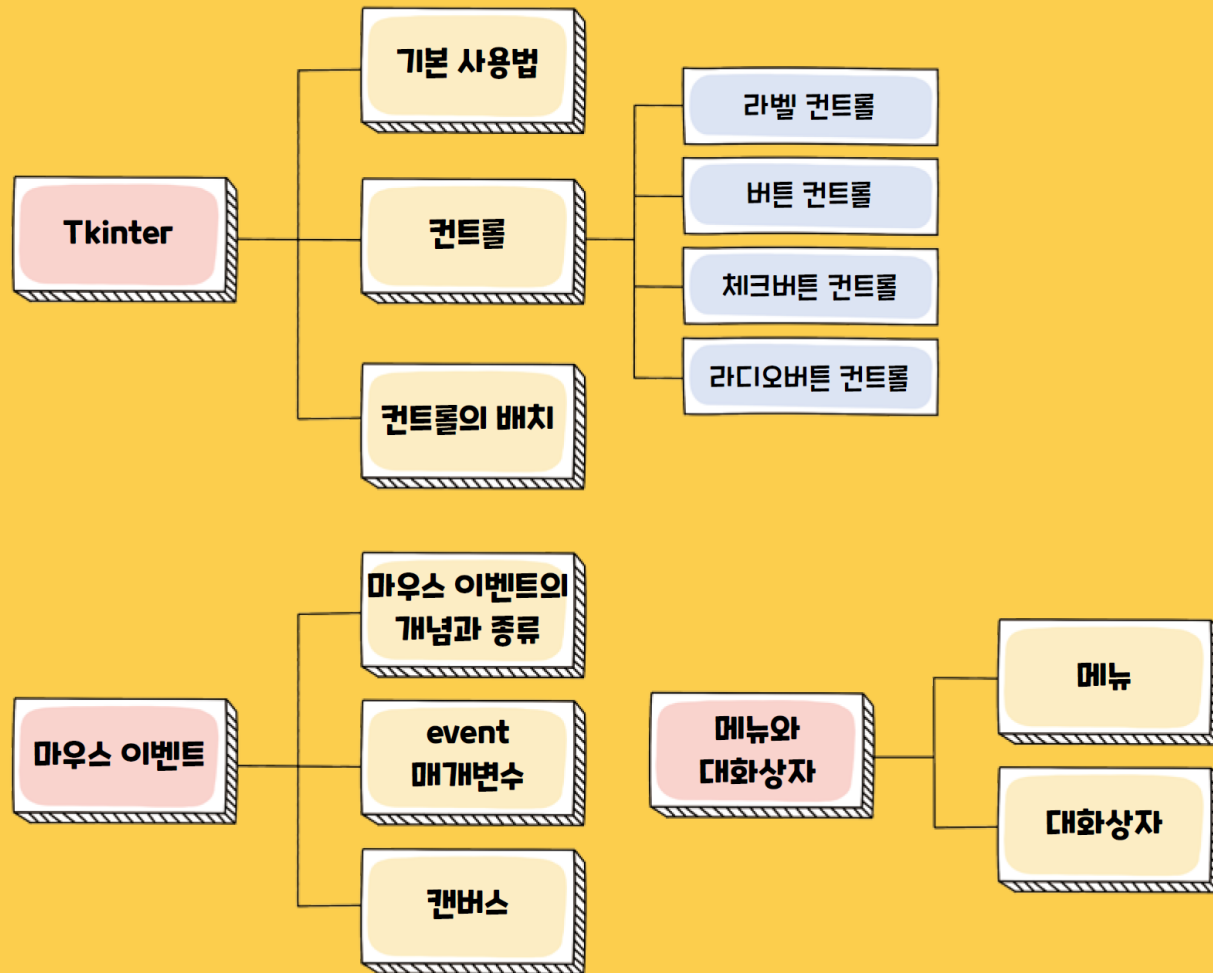 Tkinter
기본 사용법
컨트롤
라벨 컨트롤
버튼 컨트롤
체크버튼 컨트롤
라디오버튼 컨트롤
컨트롤의 배치
마우스 이벤트
마우스 이벤트의
개념과 종류
event
매개변수
캔버스
메뉴와
대화상자
메뉴
대화상자